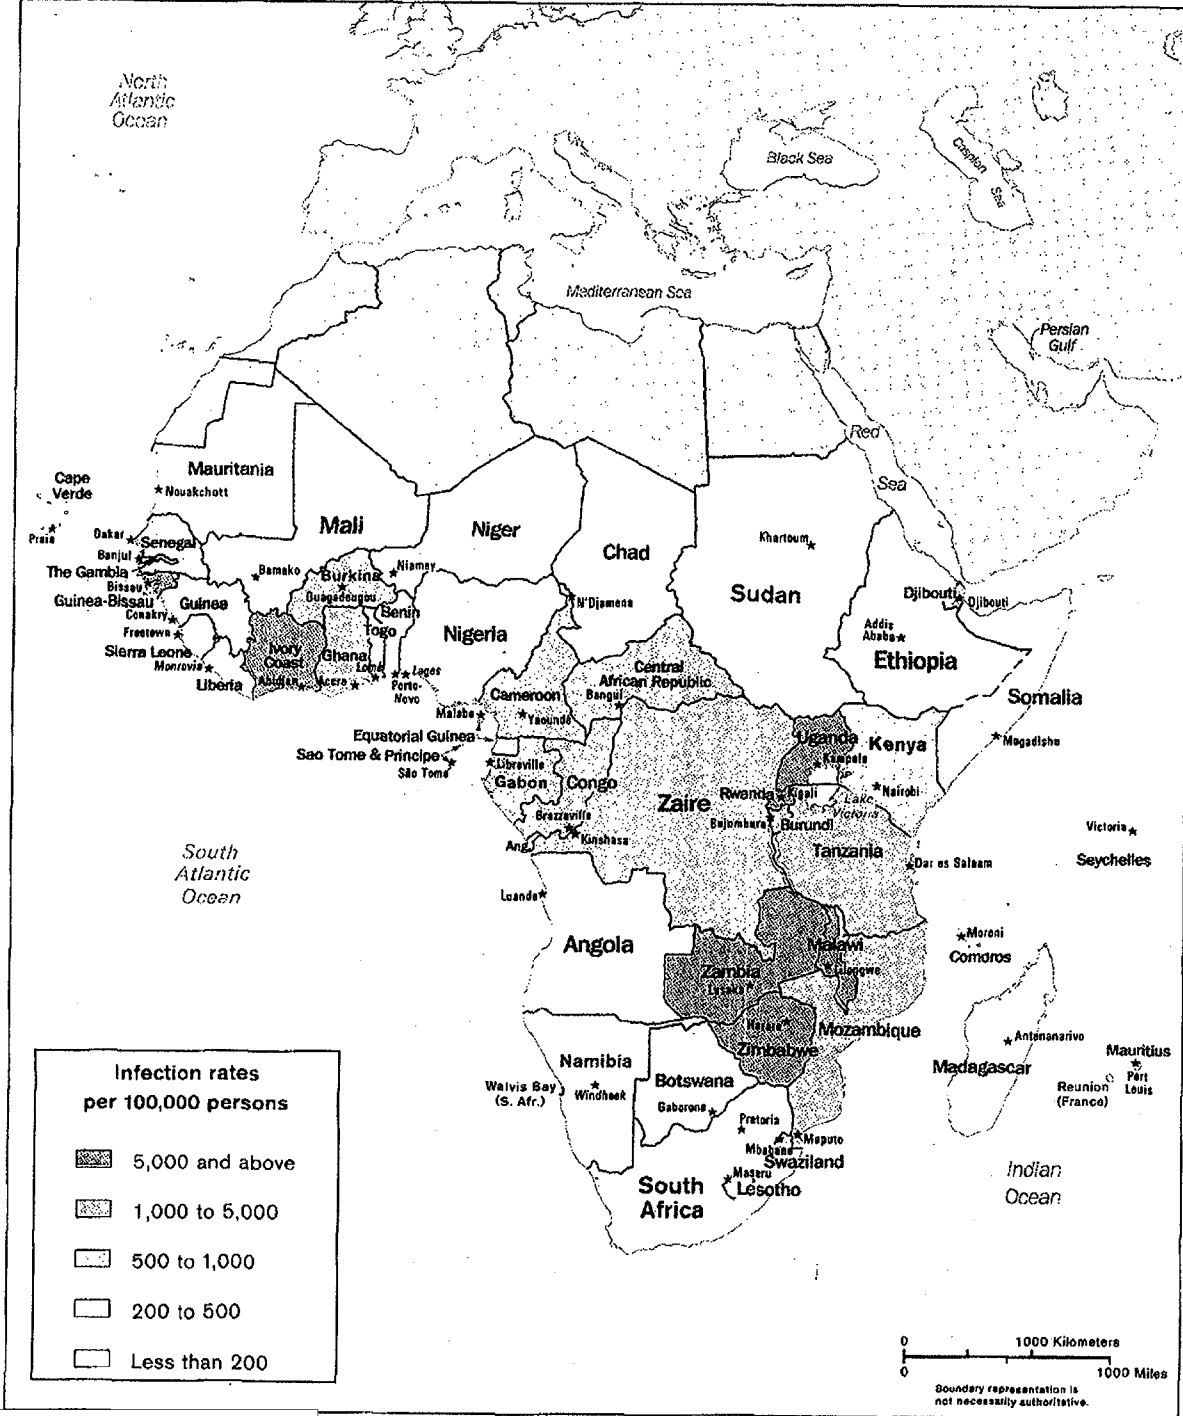 North
Atlantic
Ocean
Black Sea
Caspian
Sea
Mediterranean Sea
Persian
Gulf
Red
Sea
Mauritania
Nouakchott
Cape
Verde
Praia
Dakar
Senegal
Banjul
The Gambia
Bissau
Guinea-Bissau
Guinea
Conakry
Freetown
Sierra Leone
Monrovia
Liberia
Mali
Bamako
Burkina
Ouagadougou
Niger
Niamey
Benin
Togo
Ivory
Coast
Abidjan
Ghana
Accra
Lomé
Lagos
Porto-
Novo
Nigeria
Chad
N'Djamena
Khartoum
Sudan
Djibouti
Djibouti
Addis
Ababa
Ethiopia
Somalia
Mogadishu
Central
African Republic
Bangui
Cameroon
Yaounde
Malabo
Equatorial Guinea
Sao Tome & Principe
São Tomé
Libreville
Gabon
Congo
Brazzaville
Kinshasa
Ang.
Zaire
Uganda
Kampala
Kenya
Nairobi
Rwanda
Kigali
Lake
Victoria
Bujumbura
Burundi
Tanzania
Dar es Salaam
Victoria
Seychelles
South
Atlantic
Ocean
Luanda
Angola
Malawi
Lilongwe
Zambia
Lusaka
Moroni
Comoros
Harare
Zimbabwe
Mozambique
Antananarivo
Madagascar
Mauritius
Port
Louis
Reunion
(France)
Namibia
Windhoek
Walvis Bay
(S. Afr.)
Botswana
Gaborone
Pretoria
Maputo
Mbabane
Swaziland
Maseru
Lesotho
South
Africa
Indian
Ocean
Infection rates
per 100,000 persons
5,000 and above
1,000 to 5,000
500 to 1,000
200 to 500
Less than 200
0 1000 Kilometers
0 1000 Miles
Boundary representation is
not necessarily authoritative.